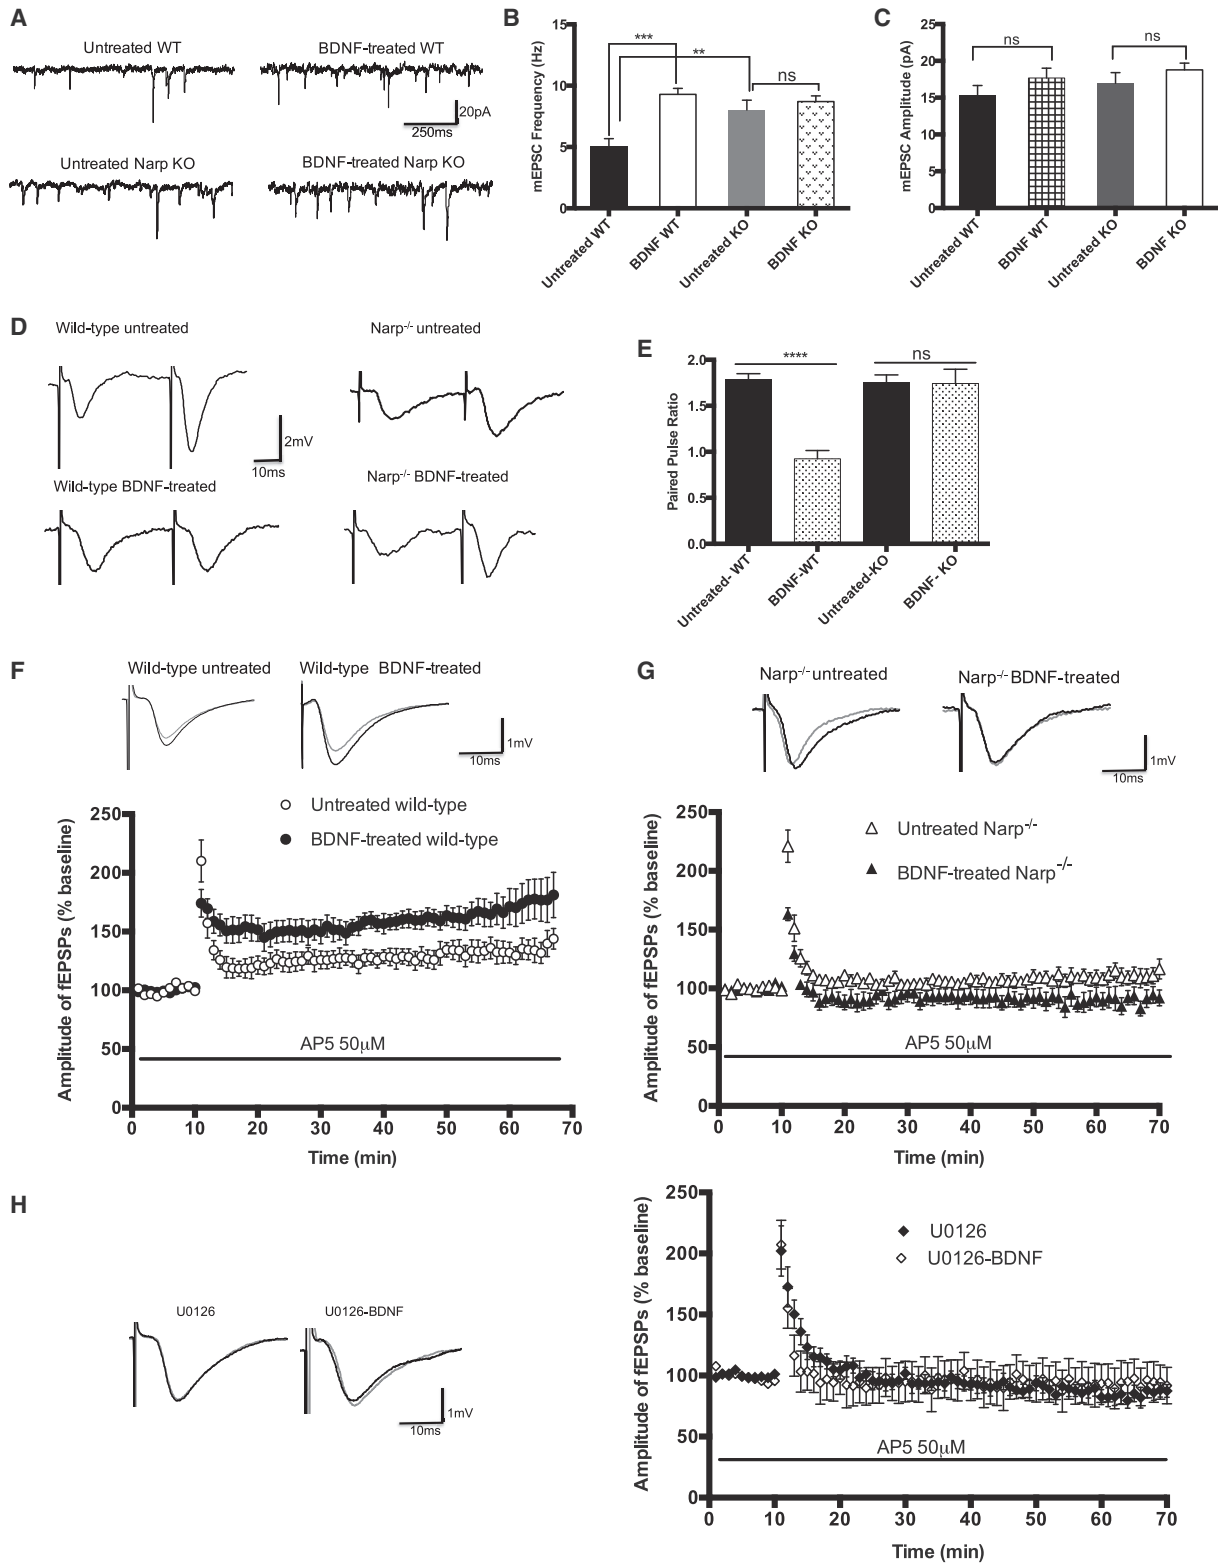 A
Untreated WT
BDNF-treated WT
20pA
250ms
Untreated Narp KO
BDNF-treated Narp KO
B
mEPSC Frequency (Hz)
15
10
5
0
***
**
ns
Untreated WT
BDNF WT
Untreated KO
BDNF KO
C
mEPSC Amplitude (pA)
25
20
15
10
5
0
ns
ns
Untreated WT
BDNF WT
Untreated KO
BDNF KO
D
Wild-type untreated
Narp-/- untreated
2mV
10ms
Wild-type BDNF-treated
Narp-/- BDNF-treated
E
Paired Pulse Ratio
2.0
1.5
1.0
0.5
0.0
****
ns
Untreated- WT
BDNF-WT
Untreated-KO
BDNF- KO
F
Wild-type untreated
Wild-type BDNF-treated
1mV
10ms
Untreated wild-type
BDNF-treated wild-type
Amplitude of fEPSPs (% baseline)
250
200
150
100
50
0
AP5 50μM
0 10 20 30 40 50 60 70
Time (min)
G
Narp-/- untreated
Narp-/- BDNF-treated
1mV
10ms
Untreated Narp-/-
BDNF-treated Narp-/-
Amplitude of fEPSPs (% baseline)
250
200
150
100
50
0
AP5 50μM
0 10 20 30 40 50 60 70
Time (min)
H
U0126
U0126-BDNF
1mV
10ms
U0126
U0126-BDNF
Amplitude of fEPSPs (% baseline)
250
200
150
100
50
0
AP5 50μM
0 10 20 30 40 50 60 70
Time (min)